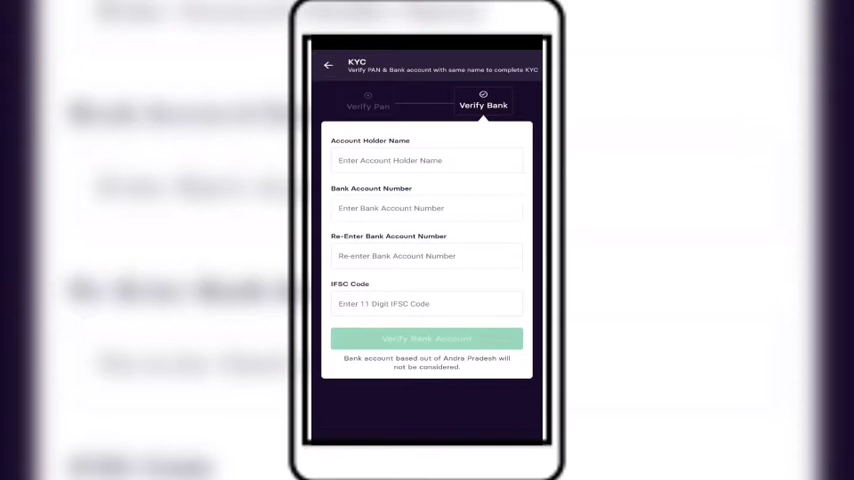 KYC
Verify PAN & Bank account with same name to complete KYC
Verify Pan
Verify Bank
Account Holder Name
Enter Account Holder Name
Bank Account Number
Enter Bank Account Number
Re-Enter Bank Account Number
Re-enter Bank Account Number
IFSC Code
Enter 11 Digit IFSC Code
Verify Bank Account
Bank account based out of Andra Pradesh will
not be considered.